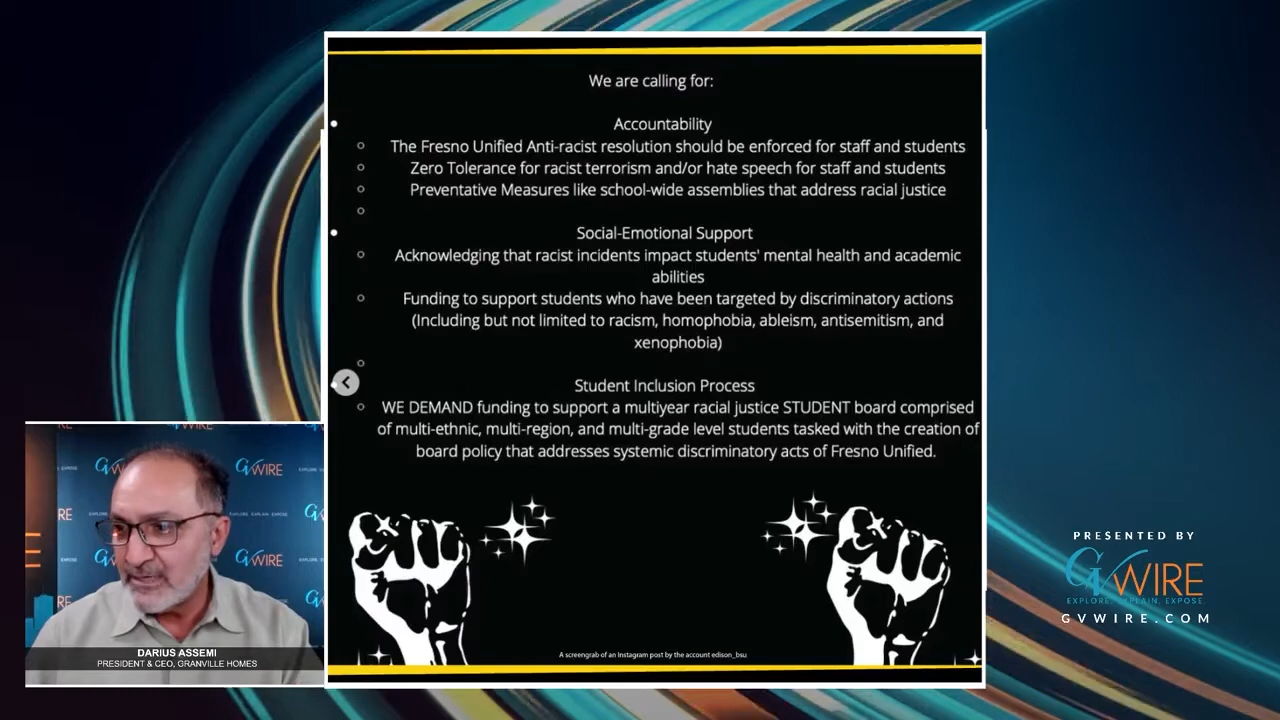 We are calling for:
Accountability
The Fresno Unified Anti-racist resolution should be enforced for staff and students
Zero Tolerance for racist terrorism and/or hate speech for staff and students
Preventative Measures like school-wide assemblies that address racial justice
Social-Emotional Support
Acknowledging that racist incidents impact students' mental health and academic
abilities
Funding to support students who have been targeted by discriminatory actions
(Including but not limited to racism, homophobia, ableism, antisemitism, and
xenophobia)
Student Inclusion Process
WE DEMAND funding to support a multiyear racial justice STUDENT board comprised
of multi-ethnic, multi-region, and multi-grade level students tasked with the creation of
board policy that addresses systemic discriminatory acts of Fresno Unified.
A screengrab of an Instagram post by the account edison_bsu
GVWIRE
DARIUS ASSEMI
PRESIDENT & CEO, GRANVILLE HOMES
PRESENTED BY
GVWIRE
EXPLORE. EXPLAIN. EXPOSE.
GVWIRE.COM